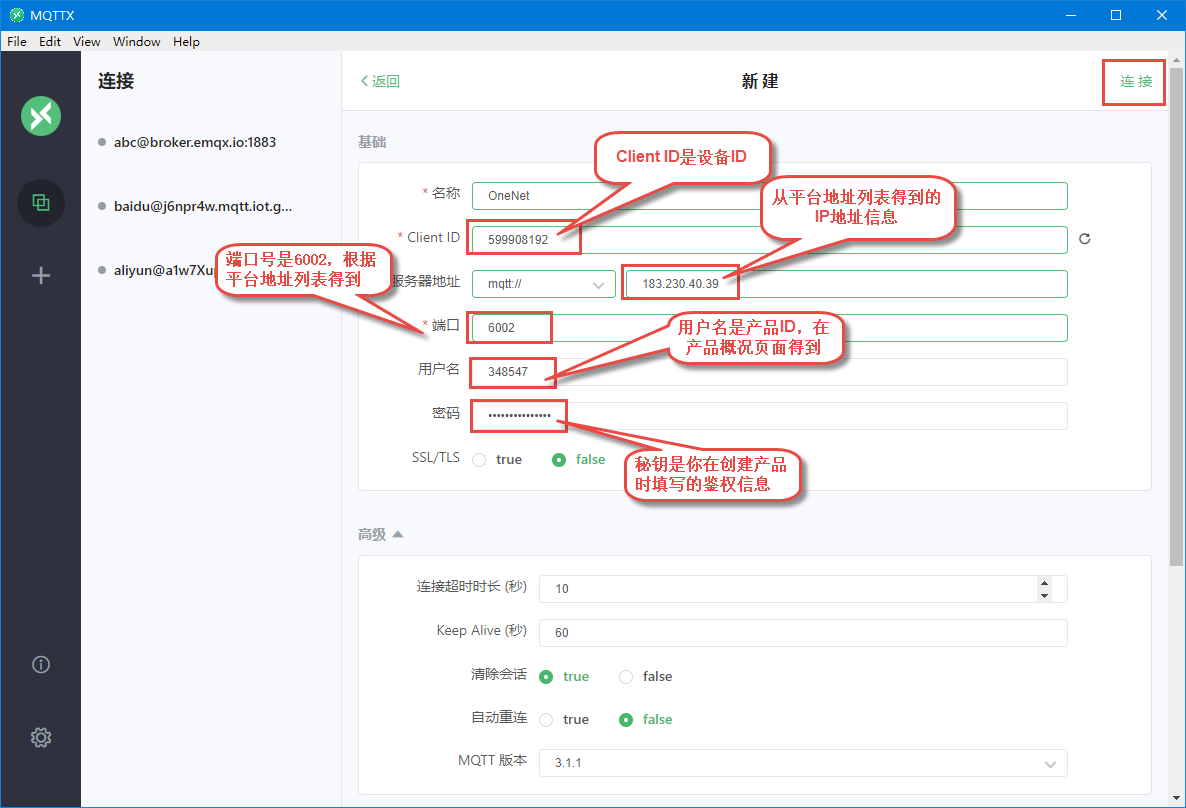 MQTTX
File Edit View Window Help
连接
abc@broker.emqx.io:1883
baidu@j6npr4w.mqtt.iot.g...
aliyun@a1w7Xu
返回
新建
连接
基础
Client ID是设备ID
* 名称 OneNet
从平台地址列表得到的
IP地址信息
* Client ID 599908192
端口号是6002，根据
平台地址列表得到
服务器地址 mqtt:// 183.230.40.39
* 端口 6002
用户名是产品ID，在
产品概况页面得到
用户名 348547
密码 •••••••••••••••
SSL/TLS true false
秘钥是你在创建产品
时填写的鉴权信息
高级
连接超时时长 (秒) 10
Keep Alive (秒) 60
清除会话 true false
自动重连 true false
MQTT 版本 3.1.1